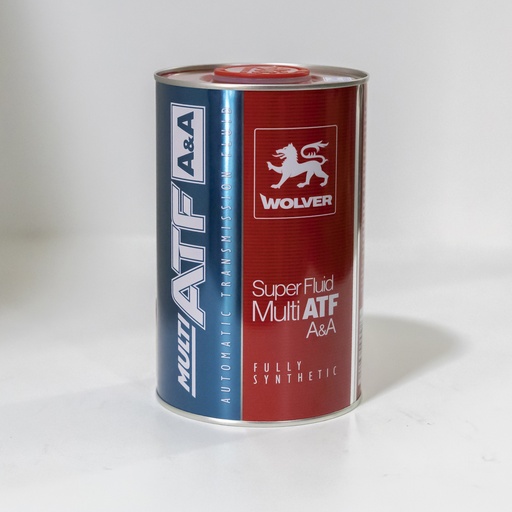 MULTI ATF A&A
AUTOMATIC TRANSMISSION FLUID
WOLVER
Super Fluid
Multi ATF
A&A
FULLY
SYNTHETIC